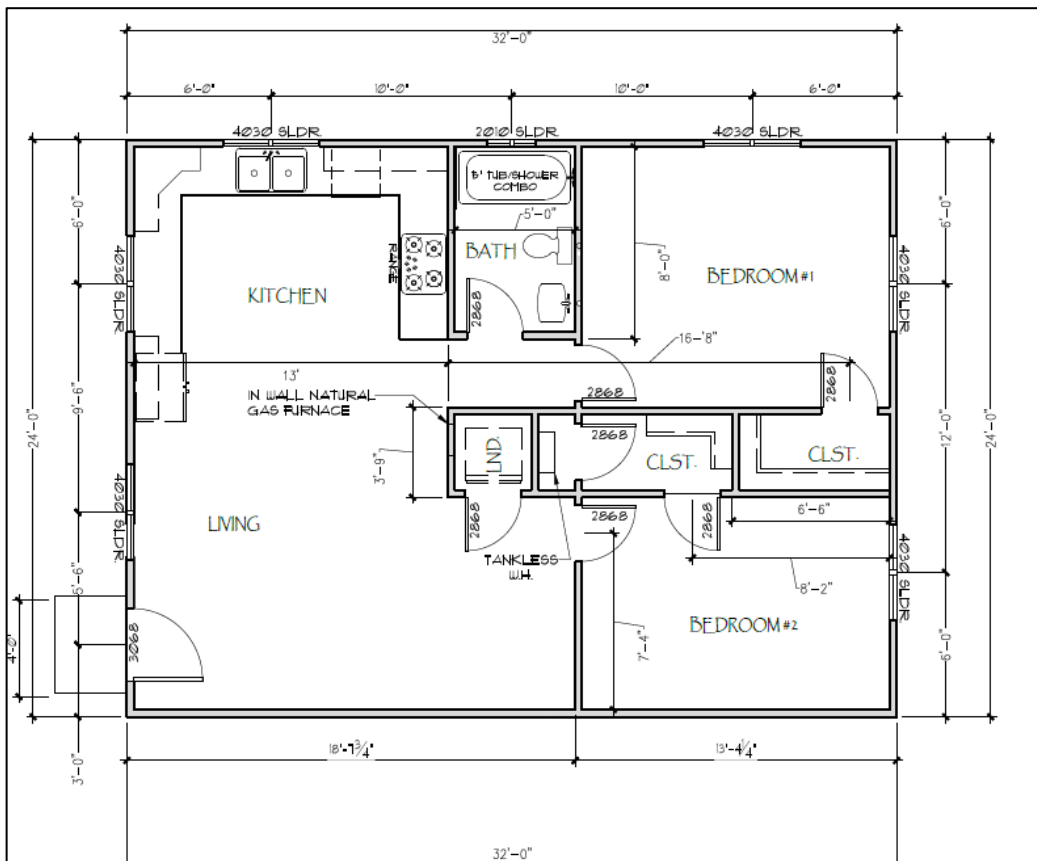 32'-0"
6'-0"
10'-0"
10'-0"
6'-0"
4030 SLDR
2010 SLDR
4030 SLDR
5' TUB/SHOWER
COMBO
5'-0"
6'-0"
4030 SLDR
RANGE
BATH
8'-0"
BEDROOM #1
6'-0"
4030 SLDR
KITCHEN
2868
16-'8"
13'
IN WALL NATURAL
GAS FURNACE
2868
2868
9'-6"
24'-0"
3'-9"
LND.
2868
CLST.
CLST.
12'-0"
24'-0"
4030 SLDR
LIVING
2868
2868
2868
6'-6"
TANKLESS
W.H.
8'-2"
4030 SLDR
5'-6"
4'-0"
3068
7'-4"
BEDROOM #2
6'-0"
3'-0"
18'-7 3/4"
13'-4 1/4"
32'-0"